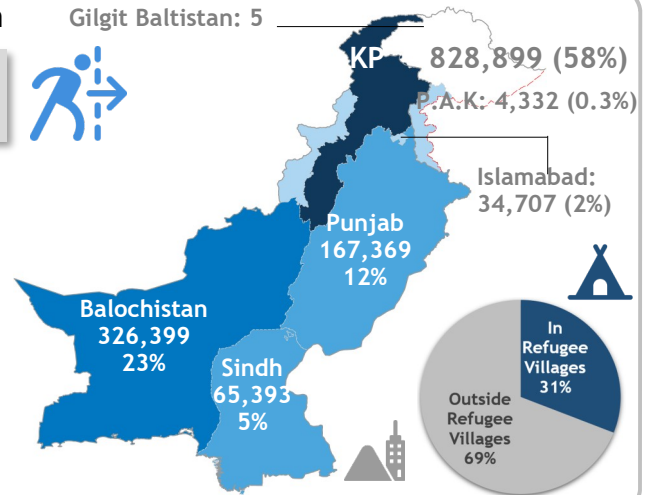 Gilgit Baltistan: 5
KP 828,899 (58%)
P.A.K: 4,332 (0.3%)
Islamabad:
34,707 (2%)
Punjab
167,369
12%
Balochistan
326,399
23%
Sindh
65,393
5%
In
Refugee
Villages
31%
Outside
Refugee
Villages
69%